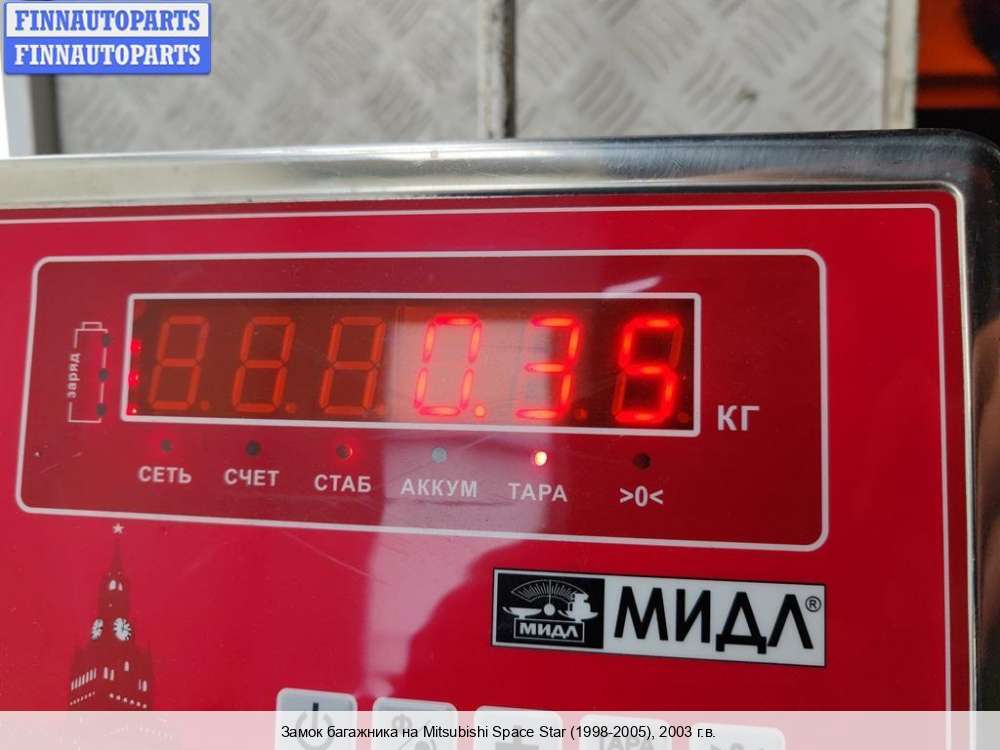 FINNAUTOPARTS
FINNAUTOPARTS
заряд
0.35
КГ
СЕТЬ СЧЕТ СТАБ АККУМ ТАРА >0<
МИДЛ МИДЛ®
ТАРА
Замок багажника на Mitsubishi Space Star (1998-2005), 2003 г.в.